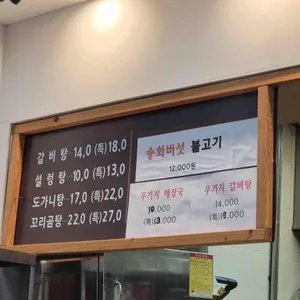 갈비탕 14,0 (특)18.0
설렁탕 10,0 (특)13,0
도가니탕 17,0 (특)22,0
꼬리곰탕 22.0 (특)27,0
송화버섯 불고기
12,000원
우거지 해장국
10,000
(특)13,000
우거지 갈비탕
14,000
(특)18,000